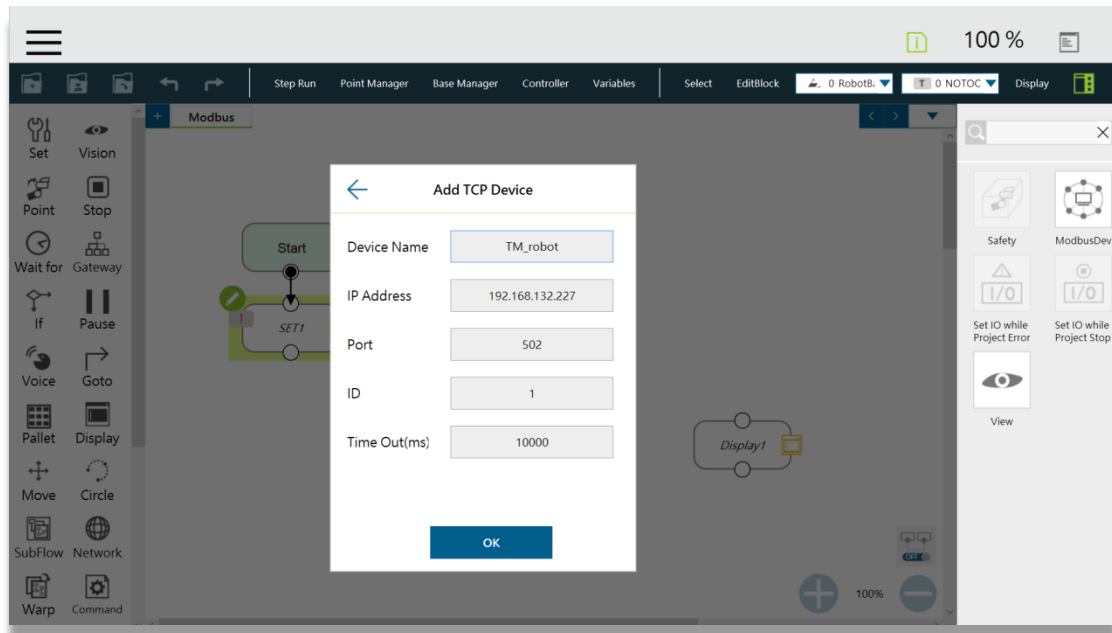 100 %
Step Run Point Manager Base Manager Controller Variables Select EditBlock 0 RobotB. T 0 NOTOC Display
+ Modbus
Set Vision
Point Stop
Wait for Gateway
If Pause
Voice Goto
Pallet Display
Move Circle
SubFlow Network
Warp Command
Start
SET1
Add TCP Device
Device Name TM_robot
IP Address 192.168.132.227
Port 502
ID 1
Time Out(ms) 10000
OK
Display1
OFF
100%
Safety ModbusDev
I/O I/O
Set IO while Set IO while
Project Error Project Stop
View